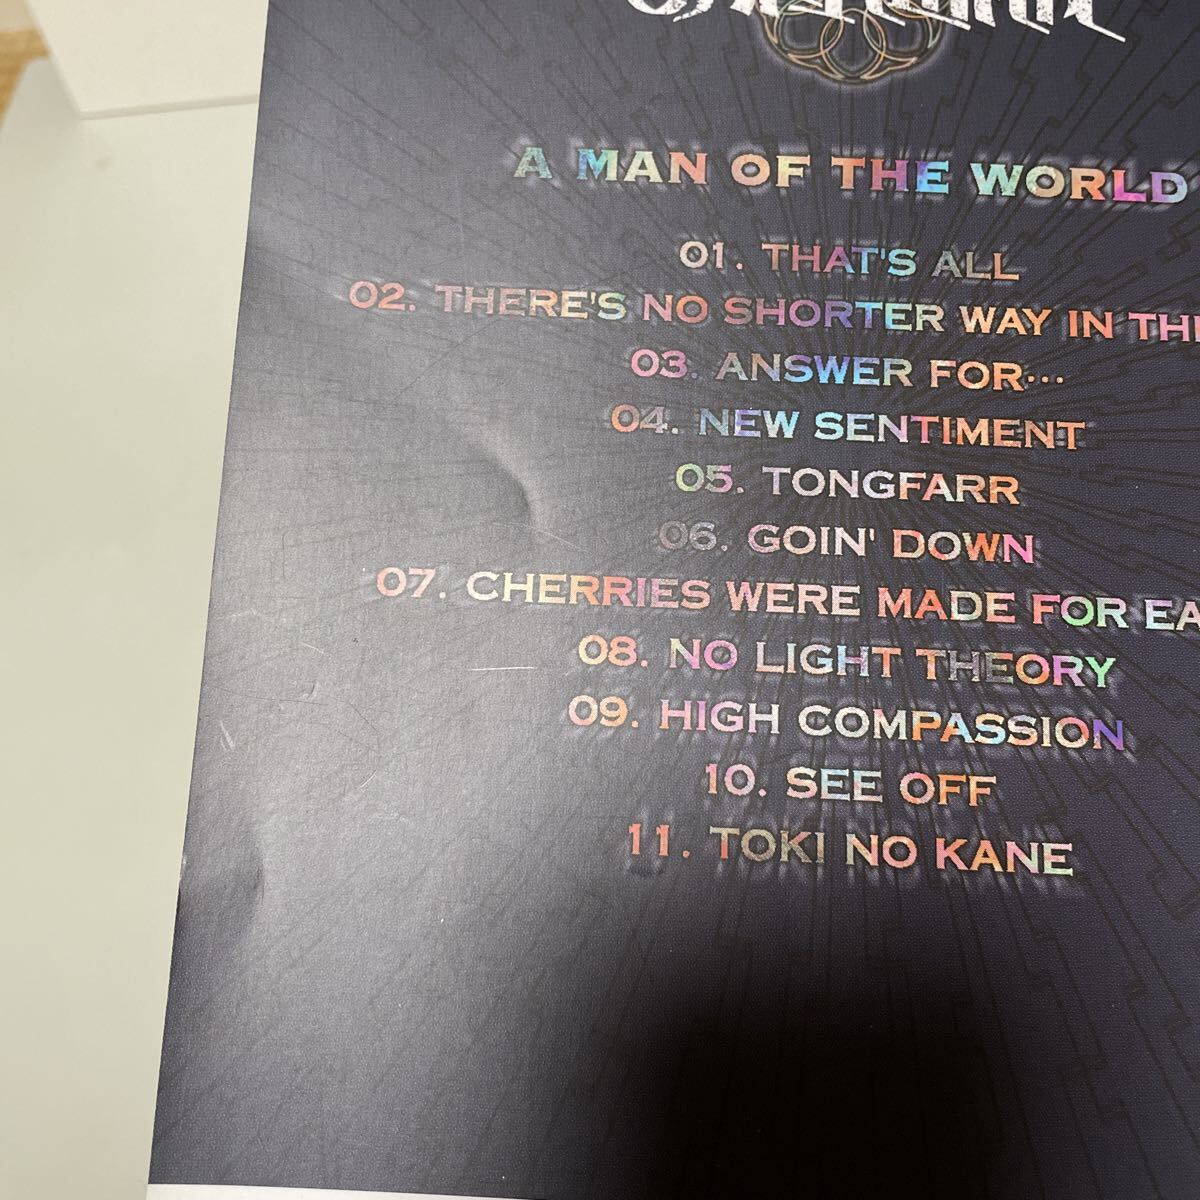 A MAN OF THE WORLD
01. THAT'S ALL
02. THERE'S NO SHORTER WAY IN
03. ANSWER FOR…
04. NEW SENTIMENT
05. TONGFARR
06. GOIN' DOWN
07. CHERRIES WERE MADE FOR
08. NO LIGHT THEORY
09. HIGH COMPASSION
10. SEE OFF
11. TOKI NO KANE